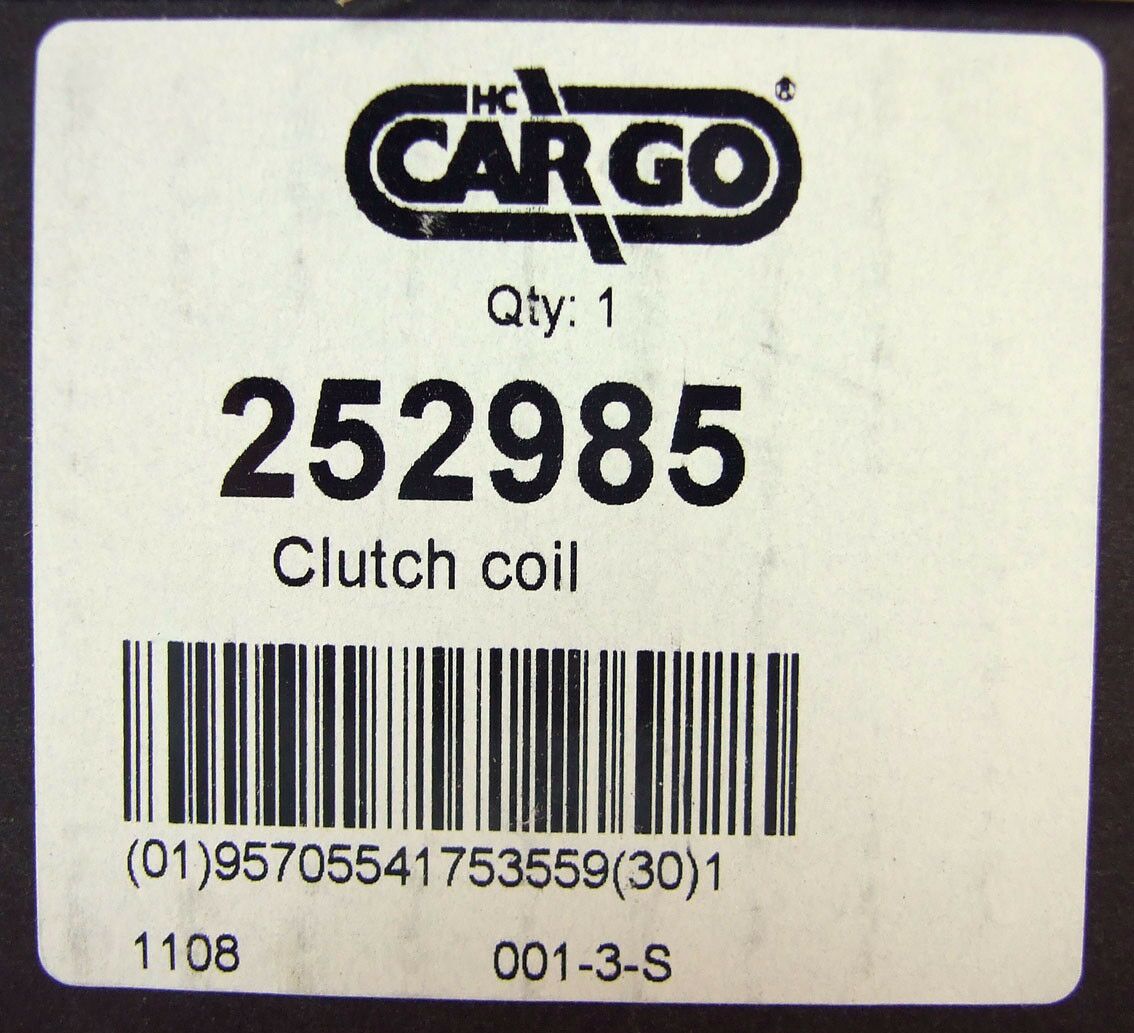 HC
CARGO®
Qty: 1
252985
Clutch coil
(01)95705541753559(30)1
1108 001-3-S